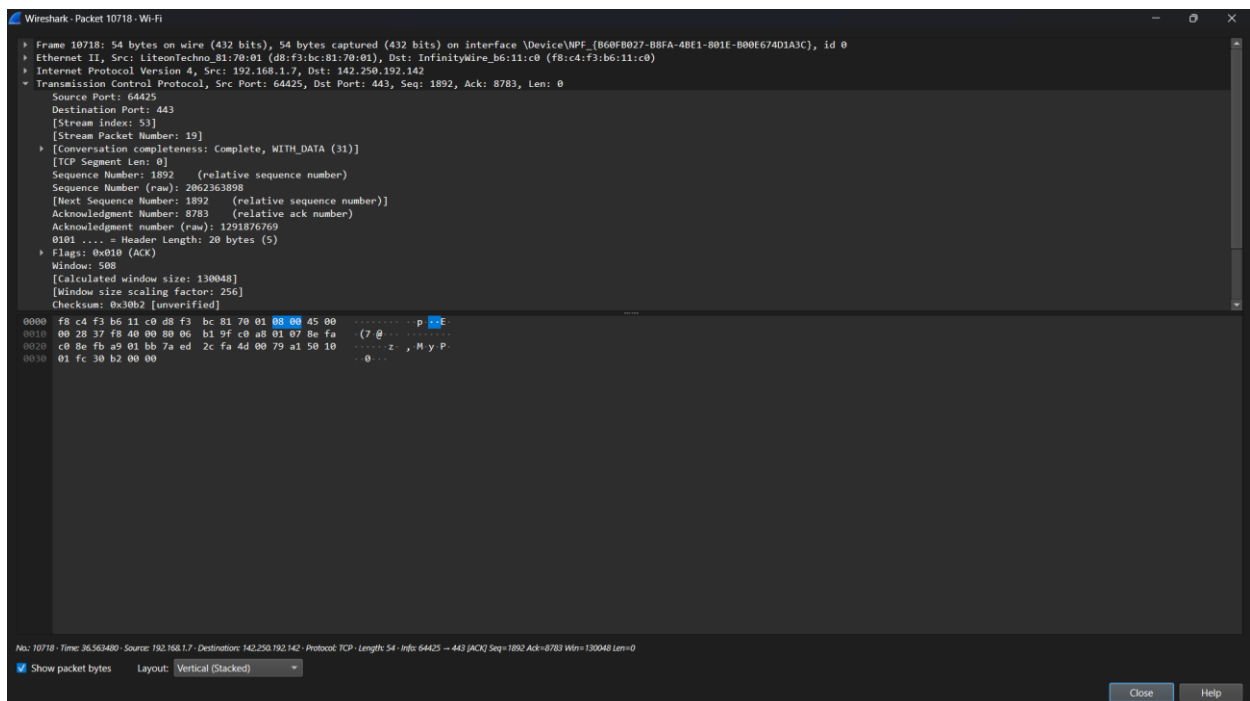 Wireshark · Packet 10718 · Wi-Fi
Frame 10718: 54 bytes on wire (432 bits), 54 bytes captured (432 bits) on interface \Device\NPF_{B60FB027-B8FA-4BE1-801E-B00E674D1A3C}, id 0
Ethernet II, Src: LiteonTechno_81:70:01 (d8:f3:bc:81:70:01), Dst: InfinityWire_b6:11:c0 (f8:c4:f3:b6:11:c0)
Internet Protocol Version 4, Src: 192.168.1.7, Dst: 142.250.192.142
Transmission Control Protocol, Src Port: 64425, Dst Port: 443, Seq: 1892, Ack: 8783, Len: 0
Source Port: 64425
Destination Port: 443
[Stream index: 53]
[Stream Packet Number: 19]
[Conversation completeness: Complete, WITH_DATA (31)]
[TCP Segment Len: 0]
Sequence Number: 1892 (relative sequence number)
Sequence Number (raw): 2062363898
[Next Sequence Number: 1892 (relative sequence number)]
Acknowledgment Number: 8783 (relative ack number)
Acknowledgment number (raw): 1291876769
0101 .... = Header Length: 20 bytes (5)
Flags: 0x010 (ACK)
Window: 508
[Calculated window size: 130048]
[Window size scaling factor: 256]
Checksum: 0x30b2 [unverified]
0000 f8 c4 f3 b6 11 c0 d8 f3 bc 81 70 01 08 00 45 00 ········ ··p···E·
0010 00 28 37 f8 40 00 80 06 b1 9f c0 a8 01 07 8e fa ·(7·@··· ········
0020 c0 8e fb a9 01 bb 7a ed 2c fa 4d 00 79 a1 50 10 ······z· ,·M·y·P·
0030 01 fc 30 b2 00 00 ··0···
No.: 10718 · Time: 36.563480 · Source: 192.168.1.7 · Destination: 142.250.192.142 · Protocol: TCP · Length: 54 · Info: 64425 → 443 [ACK] Seq=1892 Ack=8783 Win=130048 Len=0
Show packet bytes Layout: Vertical (Stacked)
Close Help